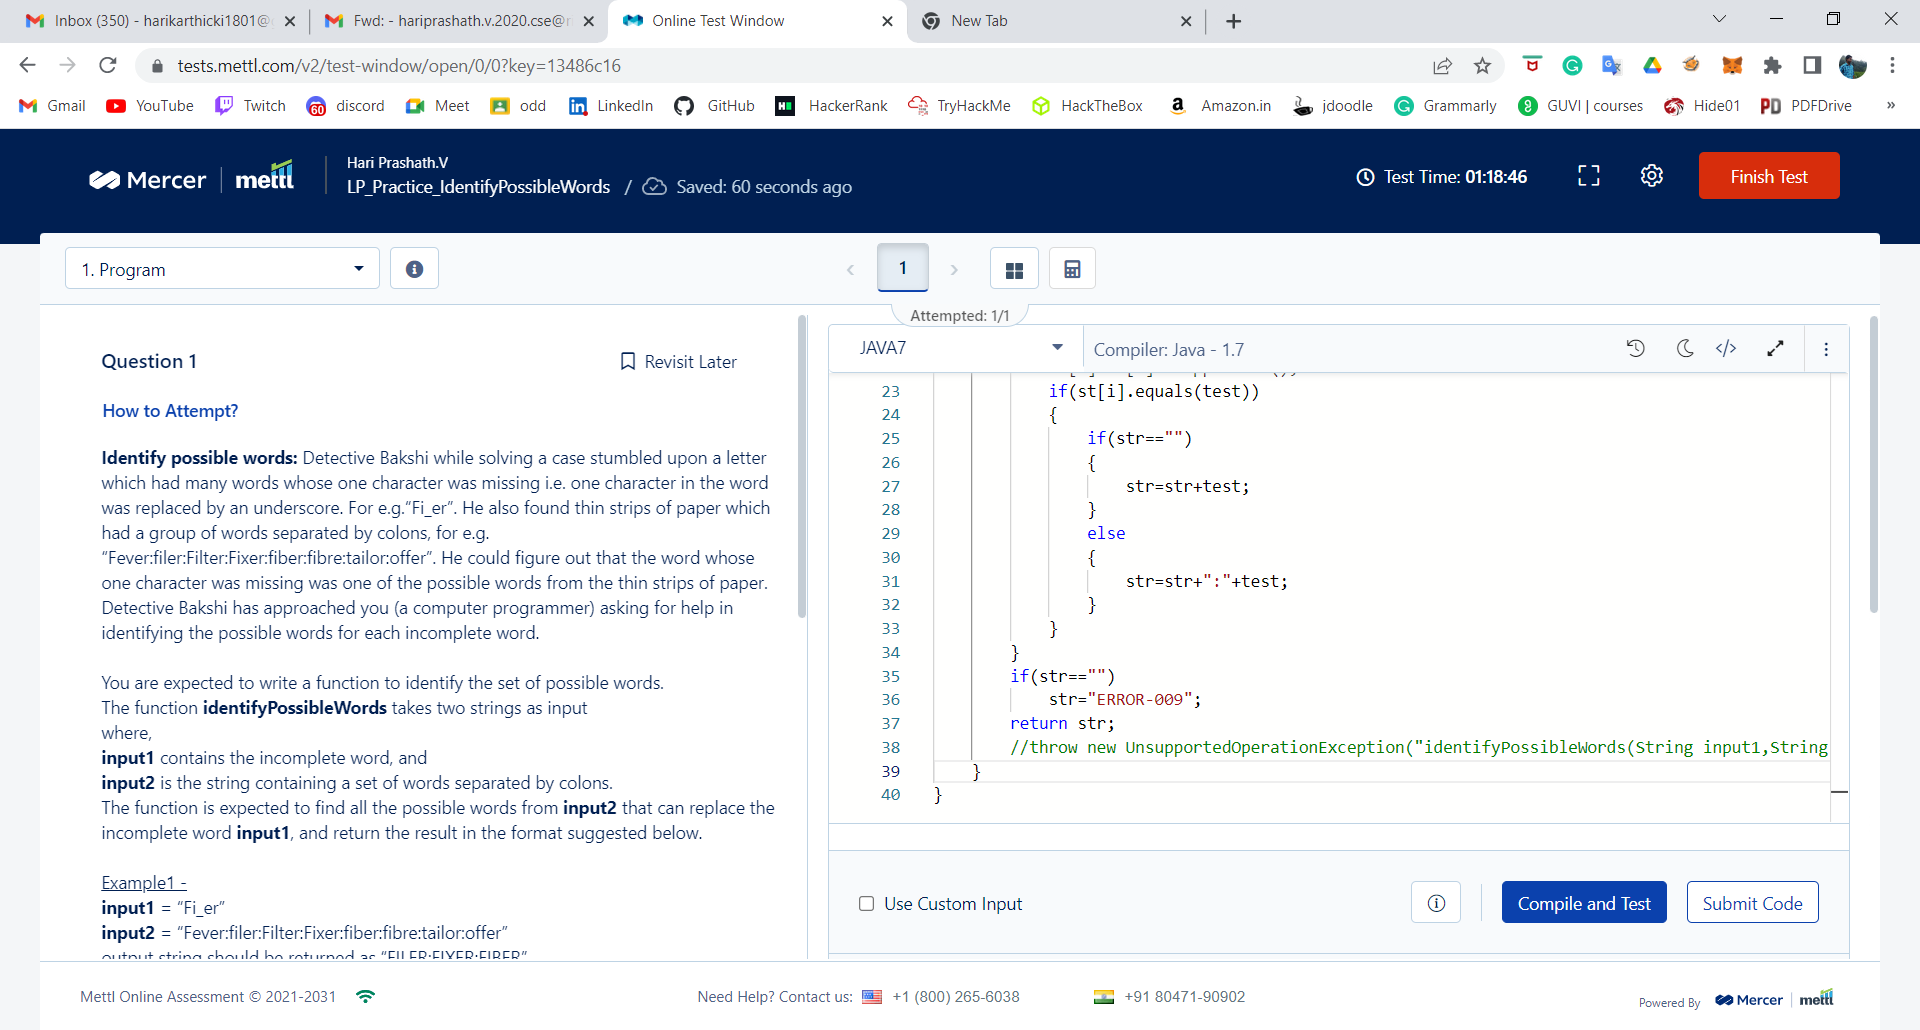 Inbox (350) - harikarthicki1801@
Fwd: - hariprashath.v.2020.cse@
Online Test Window
New Tab
tests.mettl.com/v2/test-window/open/0/0?key=13486c16
Gmail YouTube Twitch discord Meet odd LinkedIn GitHub HackerRank TryHackMe HackTheBox Amazon.in jdoodle Grammarly GUVI | courses Hide01 PDFDrive »
Mercer mettl
Hari Prashath.V
LP_Practice_IdentifyPossibleWords / Saved: 60 seconds ago
Test Time: 01:18:46
Finish Test
1. Program
1
Attempted: 1/1
Question 1
Revisit Later
How to Attempt?
Identify possible words: Detective Bakshi while solving a case stumbled upon a letter
which had many words whose one character was missing i.e. one character in the word
was replaced by an underscore. For e.g.“Fi_er”. He also found thin strips of paper which
had a group of words separated by colons, for e.g.
“Fever:filer:Filter:Fixer:fiber:fibre:tailor:offer”. He could figure out that the word whose
one character was missing was one of the possible words from the thin strips of paper.
Detective Bakshi has approached you (a computer programmer) asking for help in
identifying the possible words for each incomplete word.
You are expected to write a function to identify the set of possible words.
The function identifyPossibleWords takes two strings as input
where,
input1 contains the incomplete word, and
input2 is the string containing a set of words separated by colons.
The function is expected to find all the possible words from input2 that can replace the
incomplete word input1, and return the result in the format suggested below.
Example1 -
input1 = “Fi_er”
input2 = “Fever:filer:Filter:Fixer:fiber:fibre:tailor:offer”
output string should be returned as “FILER:FIXER:FIBER”
JAVA7
Compiler: Java - 1.7
23 if(st[i].equals(test))
24 {
25 if(str=="")
26 {
27 str=str+test;
28 }
29 else
30 {
31 str=str+":"+test;
32 }
33 }
34 }
35 if(str=="")
36 str="ERROR-009";
37 return str;
38 //throw new UnsupportedOperationException("identifyPossibleWords(String input1,String
39 }
40 }
Use Custom Input
Compile and Test
Submit Code
Mettl Online Assessment © 2021-2031
Need Help? Contact us: +1 (800) 265-6038
+91 80471-90902
Powered By Mercer mettl